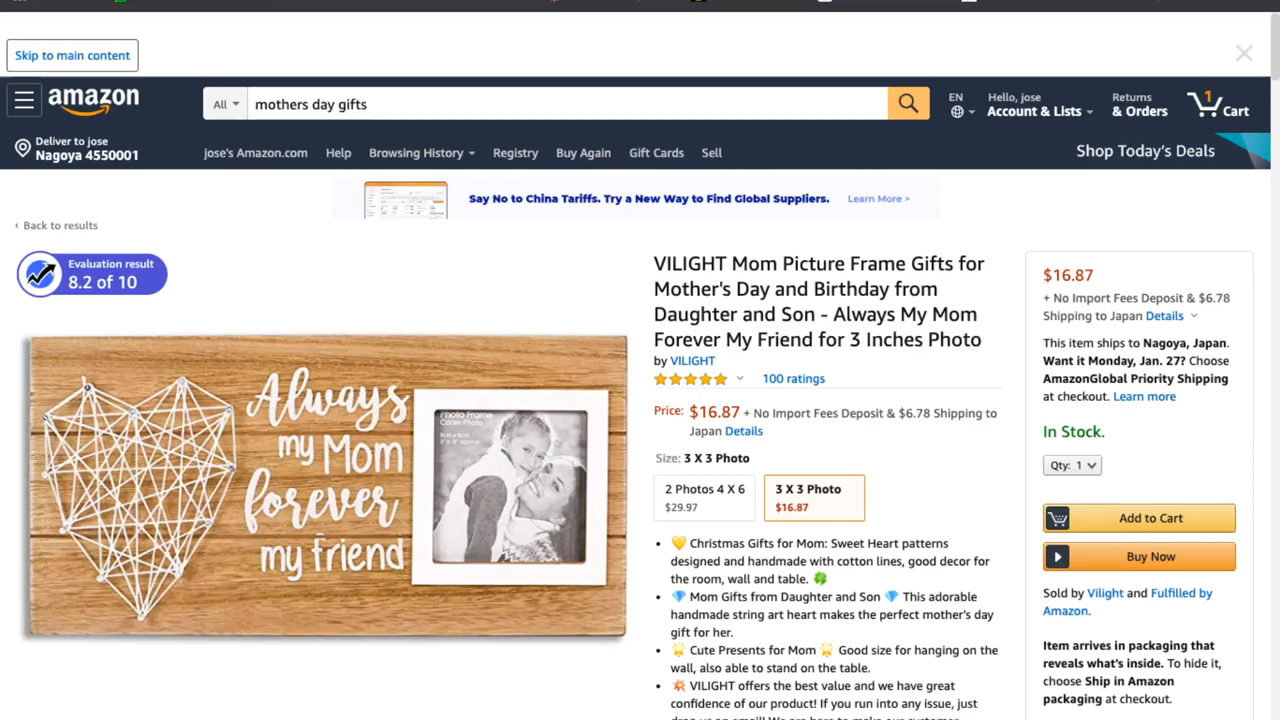 Skip to main content
amazon
All
mothers day gifts
EN
Hello, jose
Account & Lists
Returns
& Orders
1
Cart
Deliver to jose
Nagoya 4550001
jose's Amazon.com
Help
Browsing History
Registry
Buy Again
Gift Cards
Sell
Shop Today's Deals
Say No to China Tariffs. Try a New Way to Find Global Suppliers.
Learn More >
‹ Back to results
Evaluation result
8.2 of 10
Always
my Mom
forever
my friend
Photo Frame
VILIGHT Mom Picture Frame Gifts for
Mother's Day and Birthday from
Daughter and Son - Always My Mom
Forever My Friend for 3 Inches Photo
by VILIGHT
100 ratings
Price: $16.87 + No Import Fees Deposit & $6.78 Shipping to
Japan Details
Size: 3 X 3 Photo
2 Photos 4 X 6
$29.97
3 X 3 Photo
$16.87
• 💛 Christmas Gifts for Mom: Sweet Heart patterns
designed and handmade with cotton lines, good decor for
the room, wall and table. 🍀
• 💎 Mom Gifts from Daughter and Son 💎 This adorable
handmade string art heart makes the perfect mother's day
gift for her.
• 🌟 Cute Presents for Mom 🌟 Good size for hanging on the
wall, also able to stand on the table.
• 💥 VILIGHT offers the best value and we have great
confidence of our product! If you run into any issue, just
drop us an email! We are here to make our customer
$16.87
+ No Import Fees Deposit & $6.78
Shipping to Japan Details
This item ships to Nagoya, Japan.
Want it Monday, Jan. 27? Choose
AmazonGlobal Priority Shipping
at checkout. Learn more
In Stock.
Qty: 1
Add to Cart
Buy Now
Sold by Vilight and Fulfilled by
Amazon.
Item arrives in packaging that
reveals what's inside. To hide it,
choose Ship in Amazon
packaging at checkout.